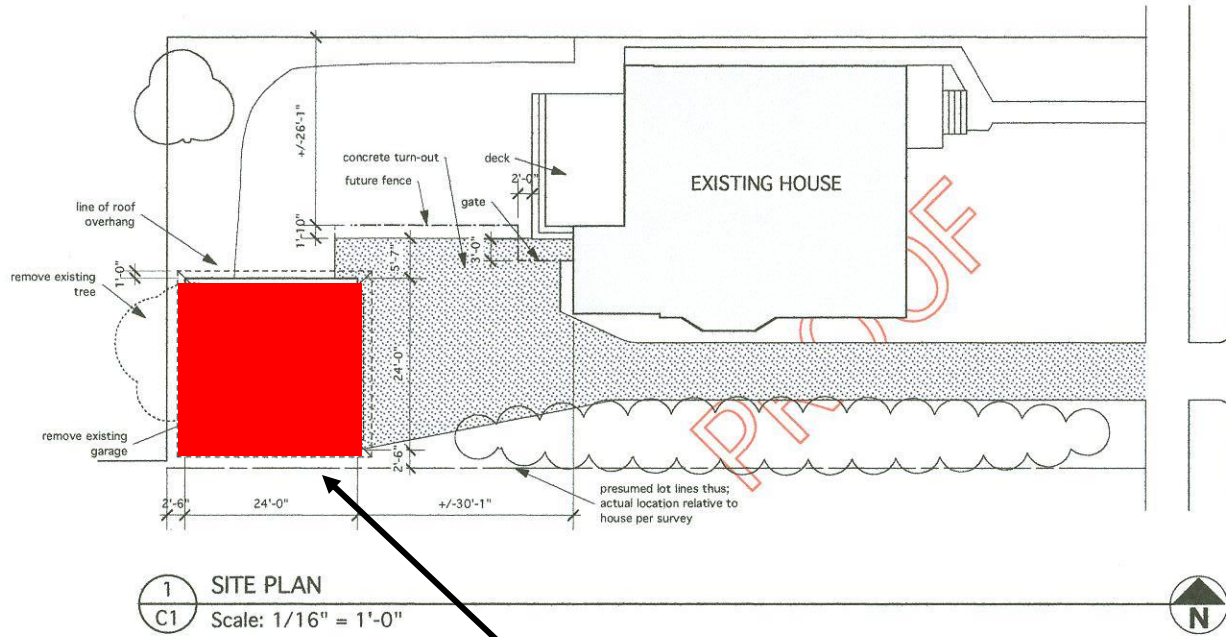 +/-26'-1"
concrete turn-out
future fence
deck
2'-0"
gate
EXISTING HOUSE
line of roof
overhang
1'-10"
5'-7"
3'-0"
1'-0"
remove existing
tree
24'-0"
remove existing
garage
2'-6"
PROOF
presumed lot lines thus;
actual location relative to
house per survey
2'-6"
24'-0"
+/-30'-1"
1
C1
SITE PLAN
Scale: 1/16" = 1'-0"
N